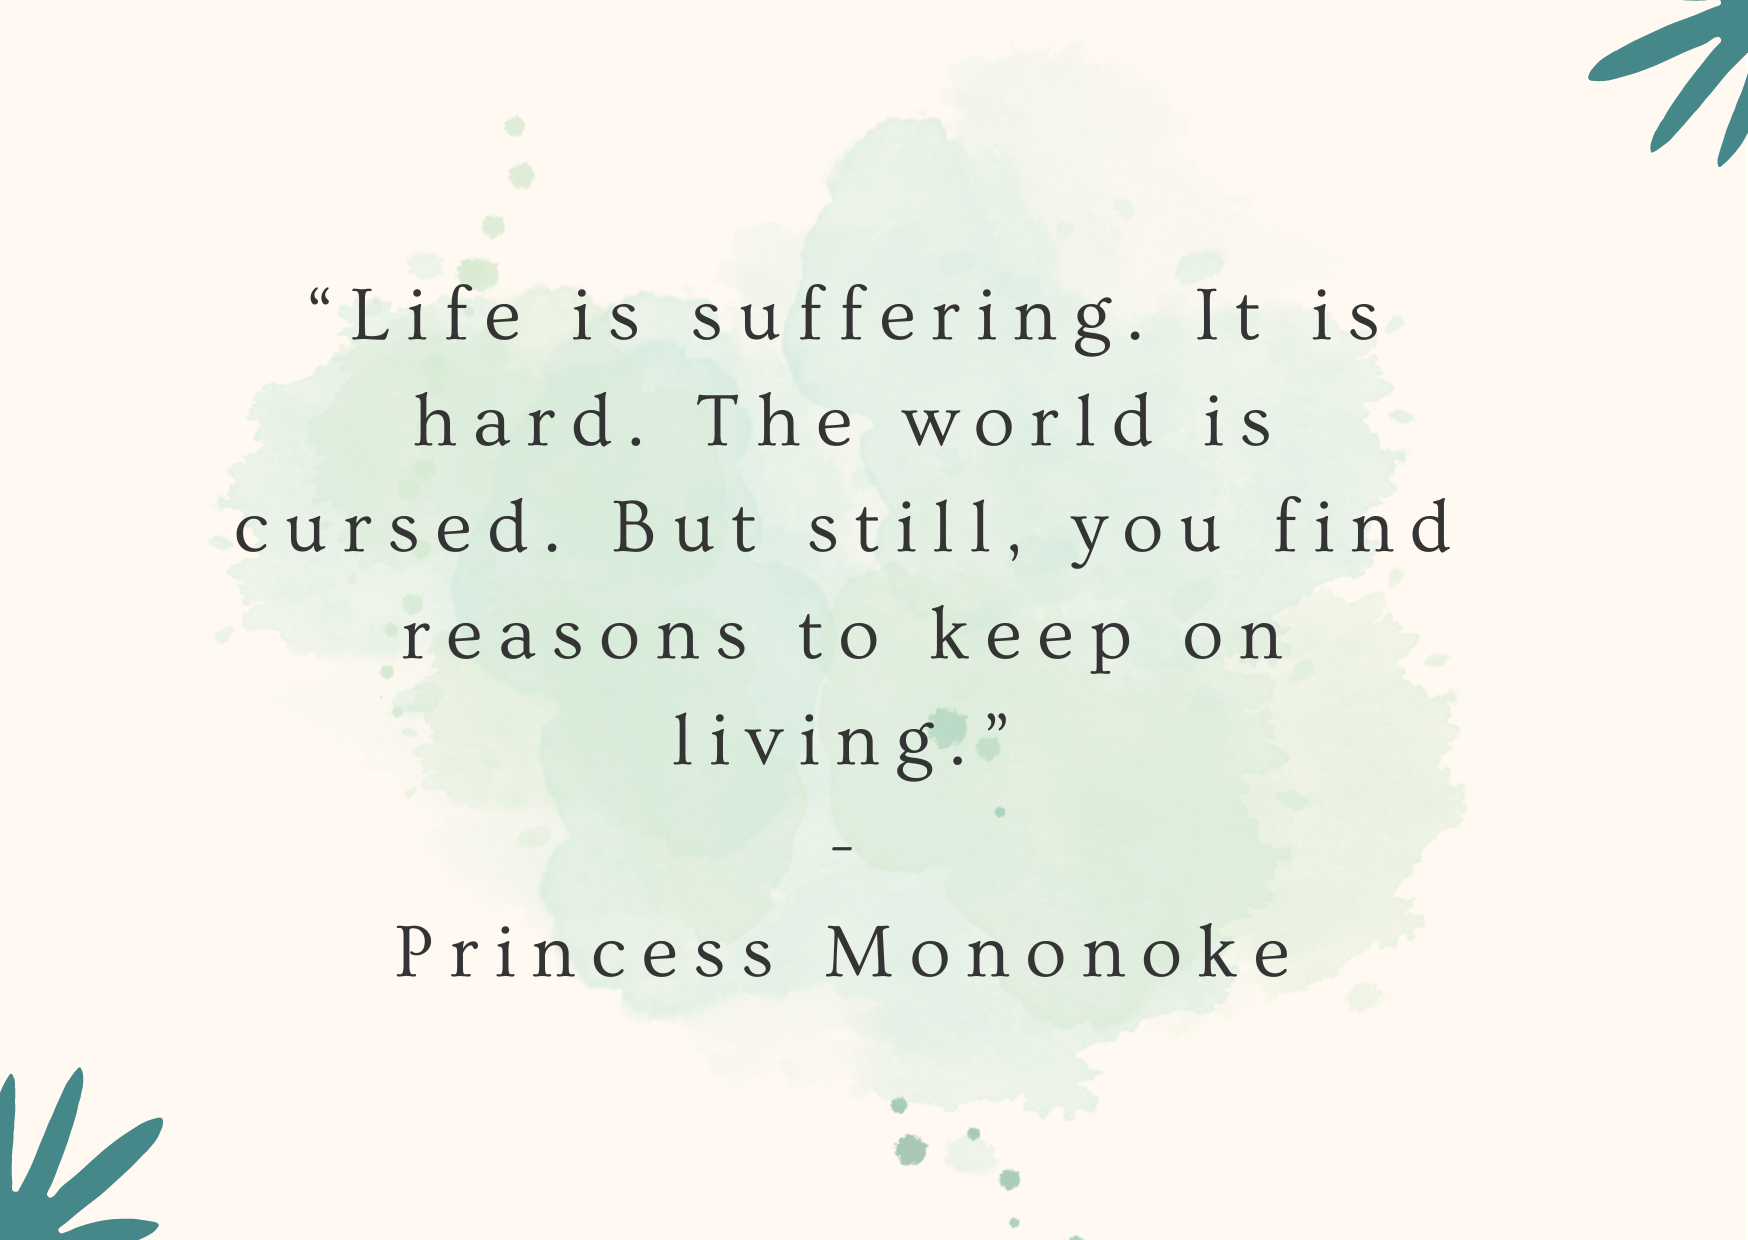 “Life is suffering. It is
hard. The world is
cursed. But still, you find
reasons to keep on
living.”
-
Princess Mononoke